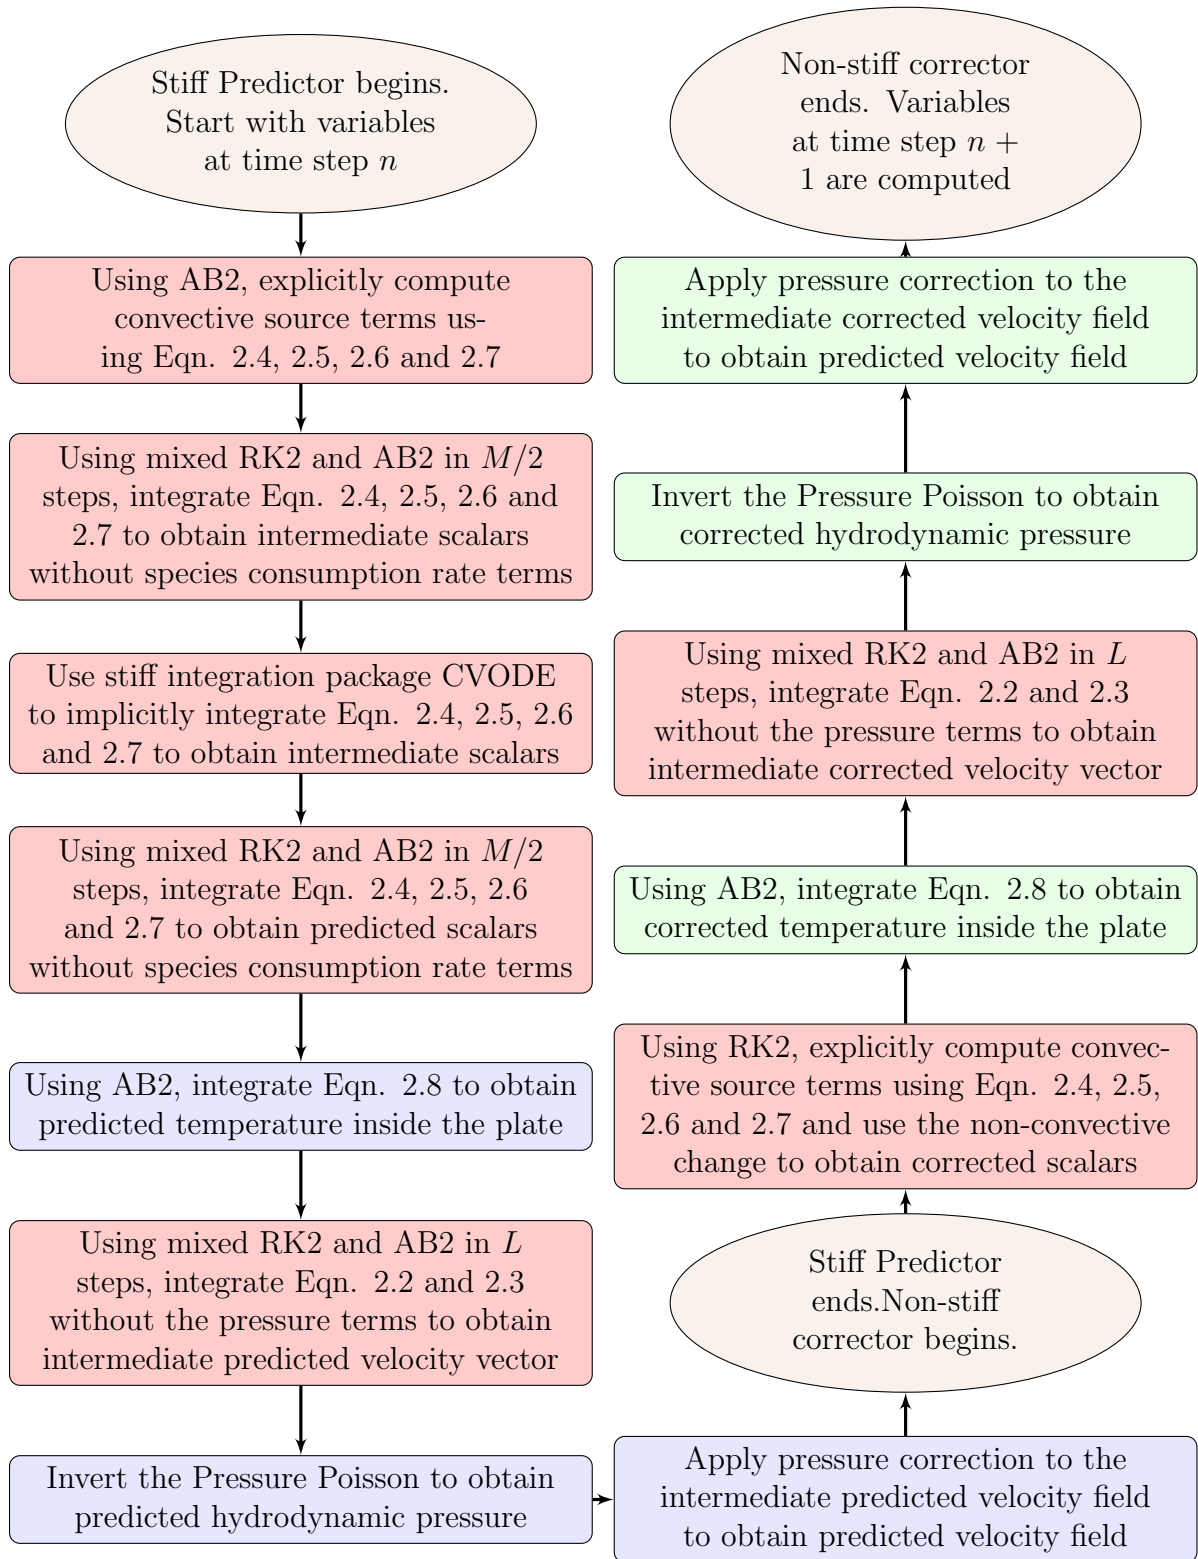 Stiff Predictor begins.
Start with variables
at time step n
Using AB2, explicitly compute
convective source terms us-
ing Eqn. 2.4, 2.5, 2.6 and 2.7
Using mixed RK2 and AB2 in M/2
steps, integrate Eqn. 2.4, 2.5, 2.6 and
2.7 to obtain intermediate scalars
without species consumption rate terms
Use stiff integration package CVODE
to implicitly integrate Eqn. 2.4, 2.5, 2.6
and 2.7 to obtain intermediate scalars
Using mixed RK2 and AB2 in M/2
steps, integrate Eqn. 2.4, 2.5, 2.6
and 2.7 to obtain predicted scalars
without species consumption rate terms
Using AB2, integrate Eqn. 2.8 to obtain
predicted temperature inside the plate
Using mixed RK2 and AB2 in L
steps, integrate Eqn. 2.2 and 2.3
without the pressure terms to obtain
intermediate predicted velocity vector
Invert the Pressure Poisson to obtain
predicted hydrodynamic pressure
Apply pressure correction to the
intermediate predicted velocity field
to obtain predicted velocity field
Stiff Predictor
ends.Non-stiff
corrector begins.
Using RK2, explicitly compute convec-
tive source terms using Eqn. 2.4, 2.5,
2.6 and 2.7 and use the non-convective
change to obtain corrected scalars
Using AB2, integrate Eqn. 2.8 to obtain
corrected temperature inside the plate
Using mixed RK2 and AB2 in L
steps, integrate Eqn. 2.2 and 2.3
without the pressure terms to obtain
intermediate corrected velocity vector
Invert the Pressure Poisson to obtain
corrected hydrodynamic pressure
Apply pressure correction to the
intermediate corrected velocity field
to obtain predicted velocity field
Non-stiff corrector
ends. Variables
at time step n +
1 are computed